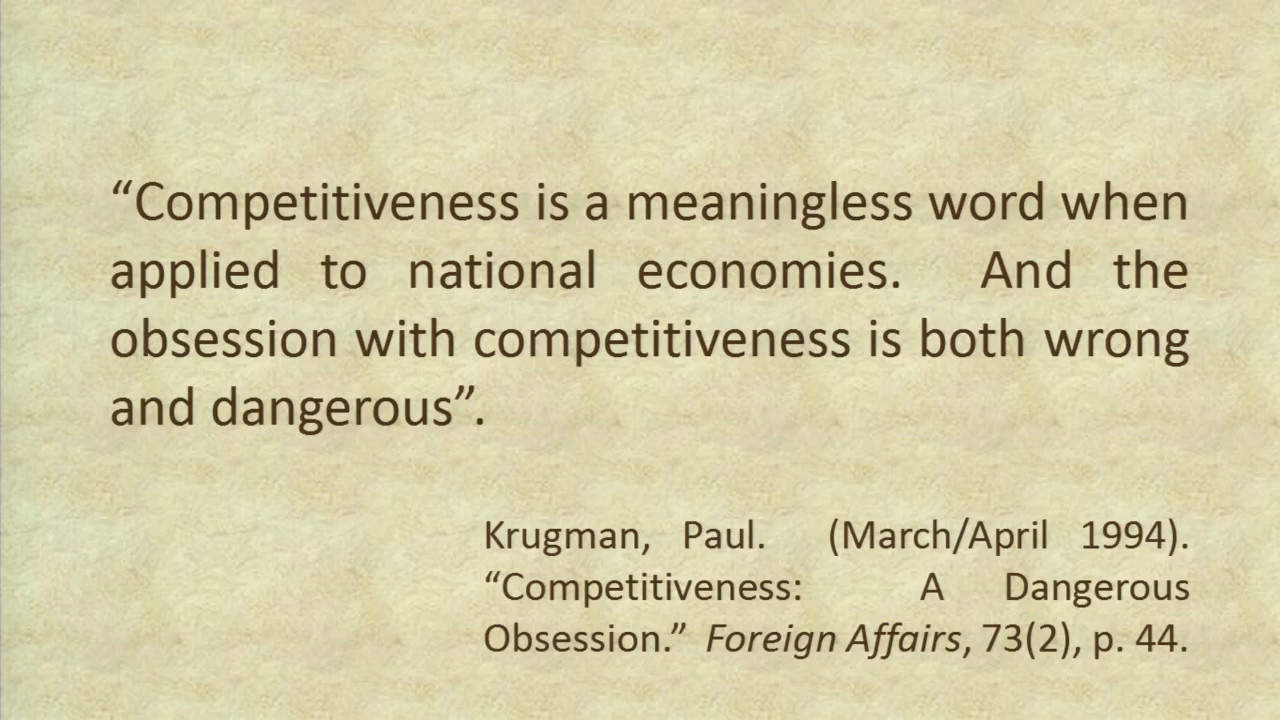 “Competitiveness is a meaningless word when
applied to national economies. And the
obsession with competitiveness is both wrong
and dangerous”.
Krugman, Paul. (March/April 1994).
“Competitiveness: A Dangerous
Obsession.” Foreign Affairs, 73(2), p. 44.